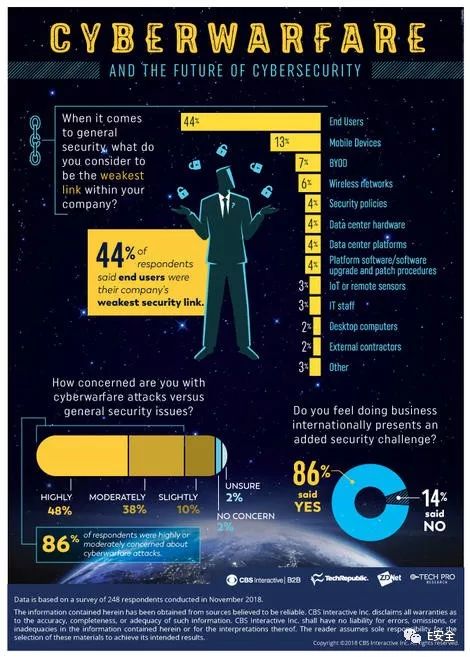 CYBERWARFARE
AND THE FUTURE OF CYBERSECURITY
When it comes
to general
security, what do
you consider to
be the weakest
link within your
company?
44% End Users
13% Mobile Devices
7% BYOD
6% Wireless networks
4% Security policies
4% Data center hardware
4% Data center platforms
4% Platform software/software
upgrade and patch procedures
3% IoT or remote sensors
3% IT staff
2% Desktop computers
2% External contractors
3% Other
44% of
respondents
said end users were
their company's
weakest security link.
How concerned are you with
cyberwarfare attacks versus
general security issues?
HIGHLY
48%
MODERATELY
38%
SLIGHTLY
10%
UNSURE
2%
NO CONCERN
2%
86% of respondents were highly or
moderately concerned about
cyberwarfare attacks.
Do you feel doing business
internationally presents an
added security challenge?
86%
said
YES
14%
said
NO
CBS Interactive | B2B
TechRepublic.
ZDNet
TECH PRO
RESEARCH
Data is based on a survey of 248 respondents conducted in November 2018.
The information contained herein has been obtained from sources believed to be reliable. CBS Interactive Inc. disclaims all warranties as
to the accuracy, completeness, or adequacy of such information. CBS Interactive Inc. shall have no liability for errors, omissions, or
inadequacies in the information contained herein or for the interpretations thereof. The reader assumes sole responsibility for the
selection of these materials to achieve its intended results.
E安全
Copyright ©2018 CBS Interactive Inc. All rights reserved.